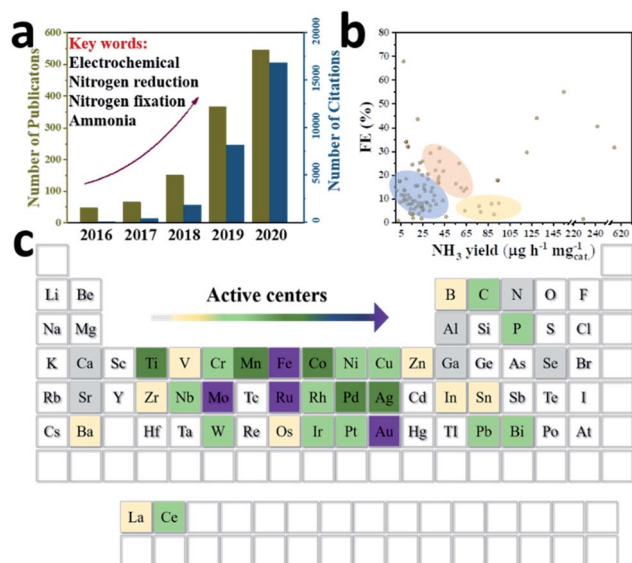 a
Key words:
Electrochemical
Nitrogen reduction
Nitrogen fixation
Ammonia
Number of Publicatons
600
500
400
300
200
100
0
2016 2017 2018 2019 2020
Number of Citations
20000
15000
10000
5000
0
b
FE (%)
80
70
60
50
40
30
20
10
0
5 25 45 65 85 105 125 145 220 240 620
NH₃ yield (μg h⁻¹ mg⁻¹cat.)
c
Active centers
Li Be B C N O F
Na Mg Al Si P S Cl
K Ca Sc Ti V Cr Mn Fe Co Ni Cu Zn Ga Ge As Se Br
Rb Sr Y Zr Nb Mo Tc Ru Rh Pd Ag Cd In Sn Sb Te I
Cs Ba Hf Ta W Re Os Ir Pt Au Hg Tl Pb Bi Po At
La Ce